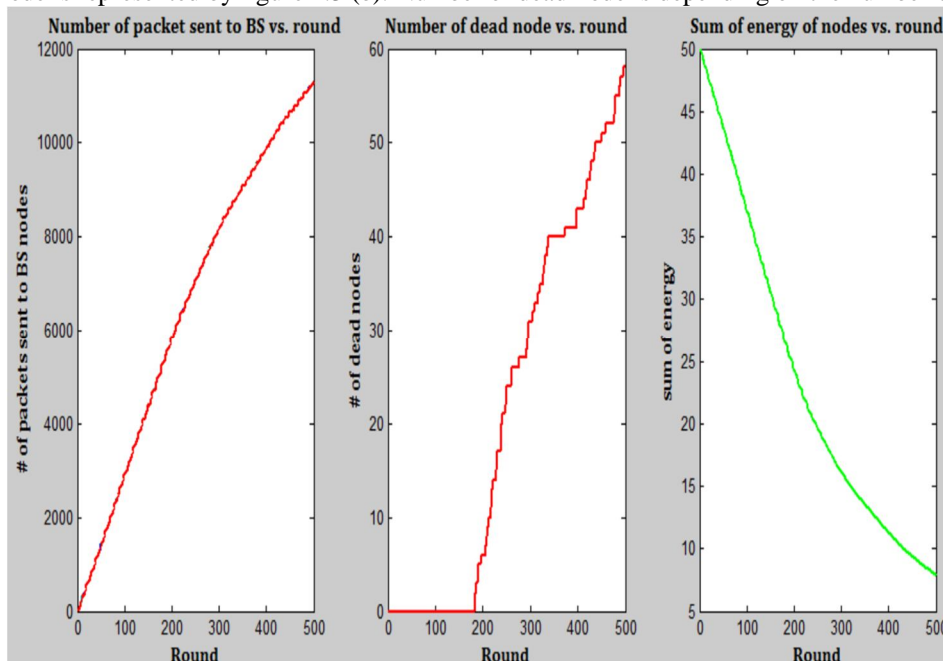 Number of packet sent to BS vs. round
12000
10000
8000
6000
4000
2000
0
# of packets sent to BS nodes
0 100 200 300 400 500
Round
Number of dead node vs. round
60
50
40
30
20
10
0
# of dead nodes
0 100 200 300 400 500
Round
Sum of energy of nodes vs. round
50
45
40
35
30
25
20
15
10
5
sum of energy
0 100 200 300 400 500
Round